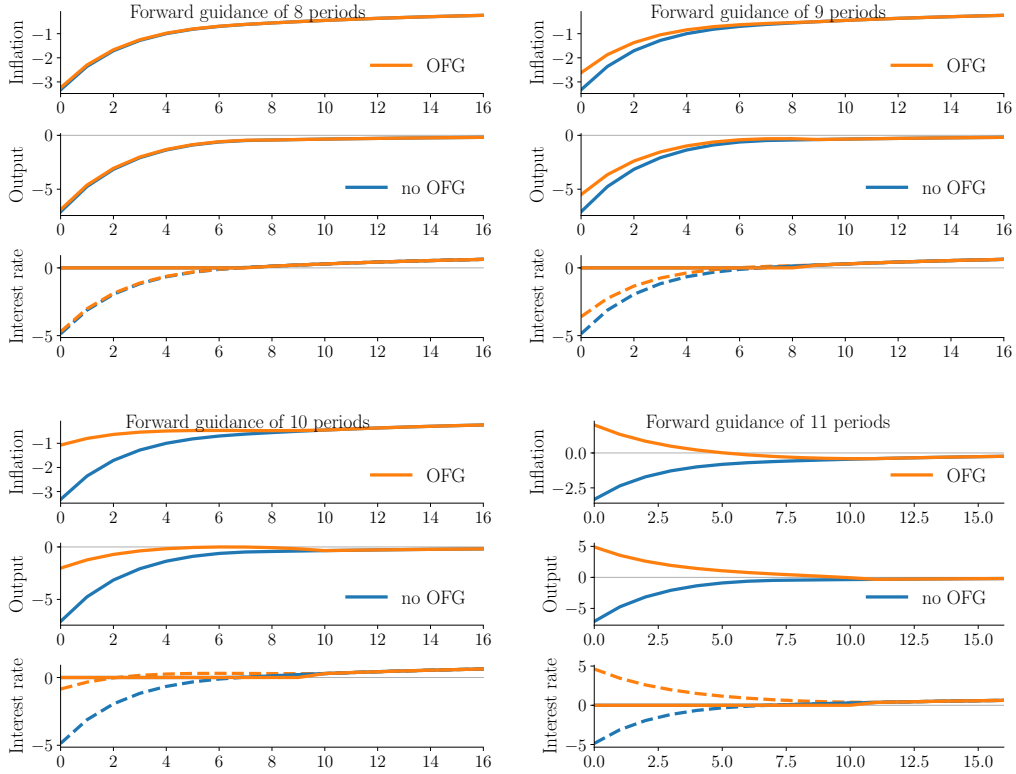 Forward guidance of 8 periods
Inflation
−1
−2
−3
OFG
0 2 4 6 8 10 12 14 16
Output
0
−5
no OFG
0 2 4 6 8 10 12 14 16
Interest rate
0
−5
0 2 4 6 8 10 12 14 16
Forward guidance of 9 periods
Inflation
−1
−2
−3
OFG
0 2 4 6 8 10 12 14 16
Output
0
−5
no OFG
0 2 4 6 8 10 12 14 16
Interest rate
0
−5
0 2 4 6 8 10 12 14 16
Forward guidance of 10 periods
Inflation
−1
−2
−3
OFG
0 2 4 6 8 10 12 14 16
Output
0
−5
no OFG
0 2 4 6 8 10 12 14 16
Interest rate
0
−5
0 2 4 6 8 10 12 14 16
Forward guidance of 11 periods
Inflation
0.0
−2.5
OFG
0.0 2.5 5.0 7.5 10.0 12.5 15.0
Output
5
0
−5
no OFG
0.0 2.5 5.0 7.5 10.0 12.5 15.0
Interest rate
5
0
−5
0.0 2.5 5.0 7.5 10.0 12.5 15.0